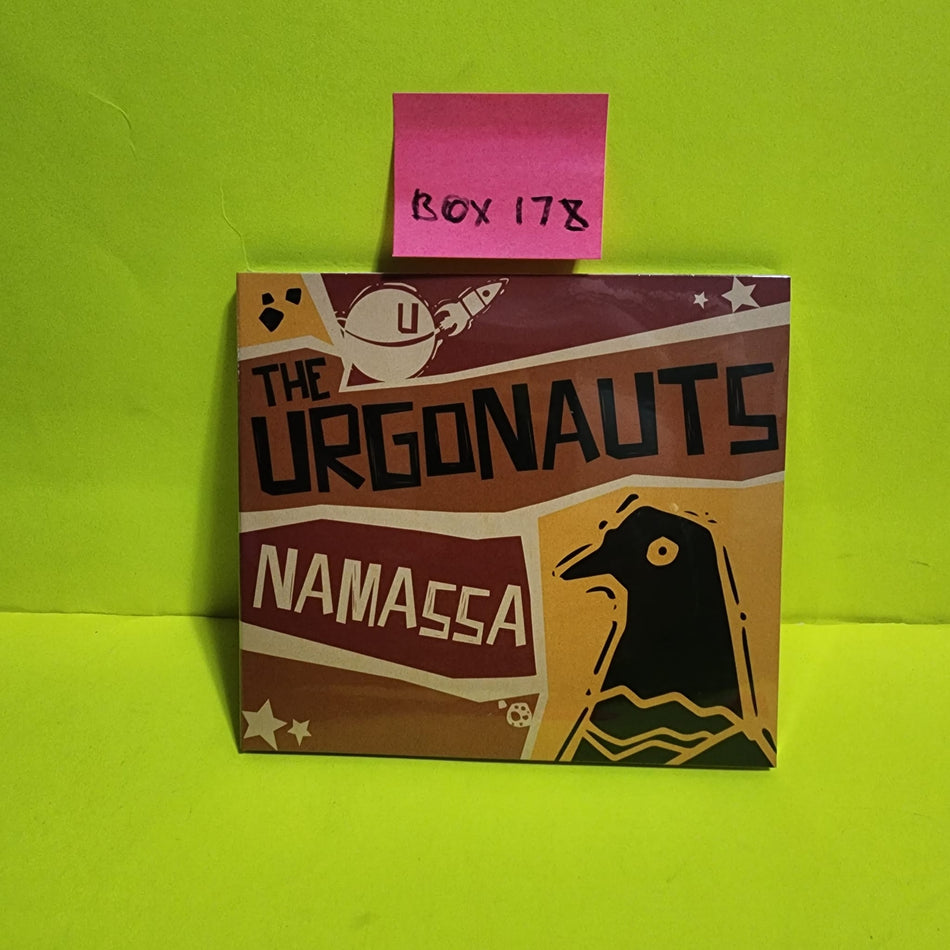 BOX 178
U
THE
URGONAUTS
NAMASSA